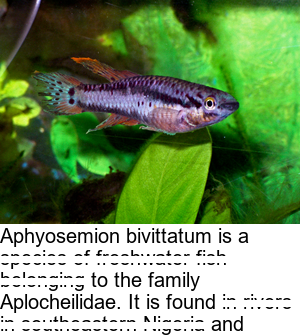 Aphyosemion bivittatum is a
species of freshwater fish
belonging to the family
Aplocheilidae. It is found in rivers
in southeastern Nigeria and